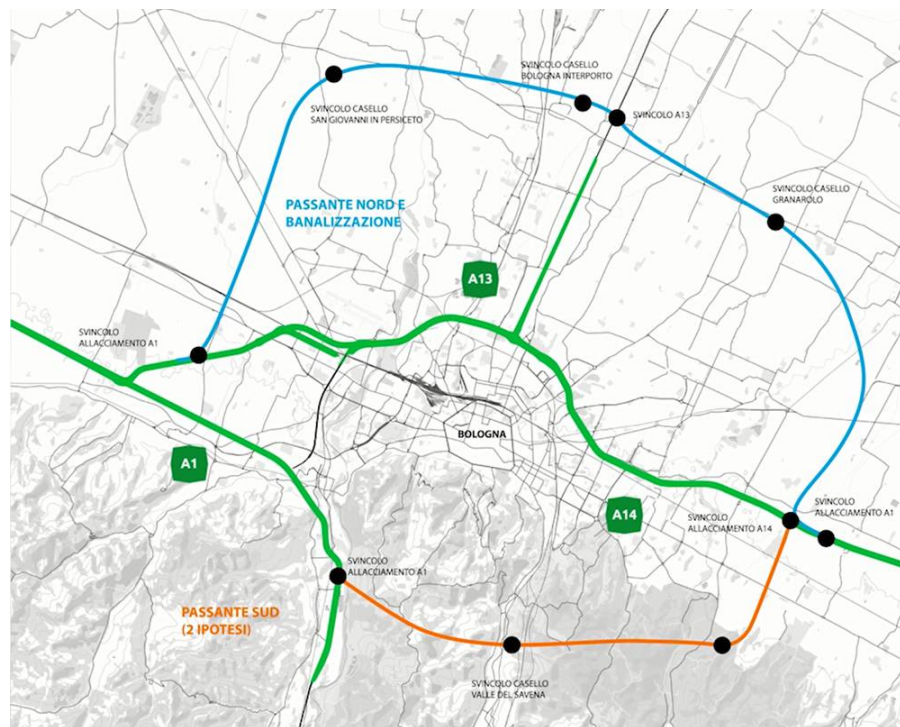 SVINCOLO CASELLO
BOLOGNA INTERPORTO
SVINCOLO CASELLO
SAN GIOVANNI IN PERSICETO
SVINCOLO A13
SVINCOLO CASELLO
GRANAROLO
PASSANTE NORD E
BANALIZZAZIONE
A13
SVINCOLO
ALLACCIAMENTO A1
BOLOGNA
A1
A14
SVINCOLO
ALLACCIAMENTO A14
SVINCOLO
ALLACCIAMENTO A1
SVINCOLO
ALLACCIAMENTO A1
PASSANTE SUD
(2 IPOTESI)
SVINCOLO CASELLO
VALLE DEL SAVENA